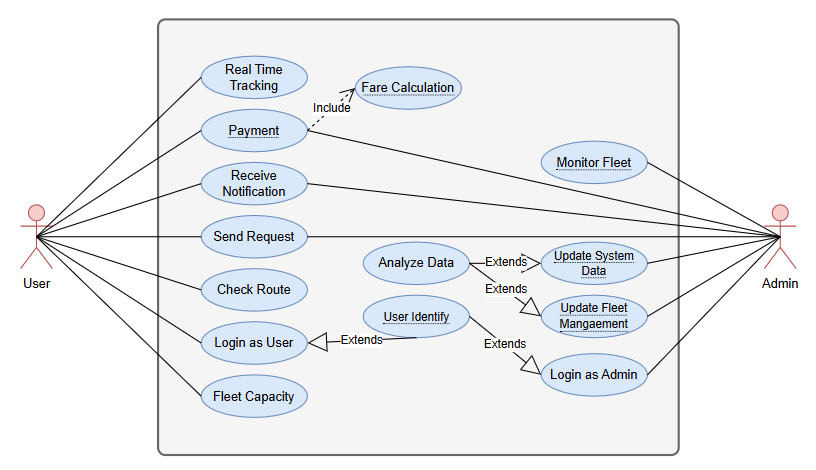 Real Time
Tracking
Fare Calculation
Include
Payment
Monitor Fleet
Receive
Notification
Send Request
Analyze Data
Extends
Update System
Data
User
Admin
Check Route
Extends
User Identify
Update Fleet
Mangaement
Login as User
Extends
Extends
Login as Admin
Fleet Capacity